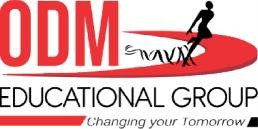 ODM
EDUCATIONAL GROUP
Changing your Tomorrow